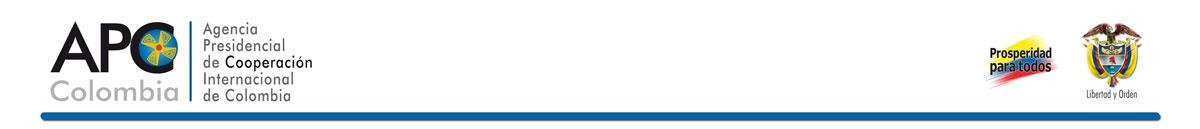 APC
Colombia
Agencia
Presidencial
de Cooperación
Internacional
de Colombia
Prosperidad
para todos
Libertad y Orden